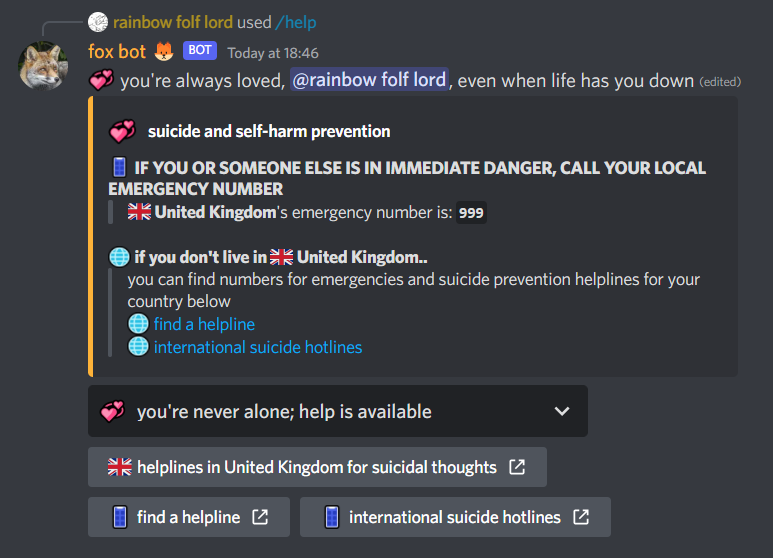 rainbow folf lord used /help
fox bot BOT Today at 18:46
you're always loved, @rainbow folf lord, even when life has you down (edited)
suicide and self-harm prevention
IF YOU OR SOMEONE ELSE IS IN IMMEDIATE DANGER, CALL YOUR LOCAL
EMERGENCY NUMBER
United Kingdom's emergency number is: 999
if you don't live in United Kingdom..
you can find numbers for emergencies and suicide prevention helplines for your
country below
find a helpline
international suicide hotlines
you're never alone; help is available
helplines in United Kingdom for suicidal thoughts
find a helpline
international suicide hotlines